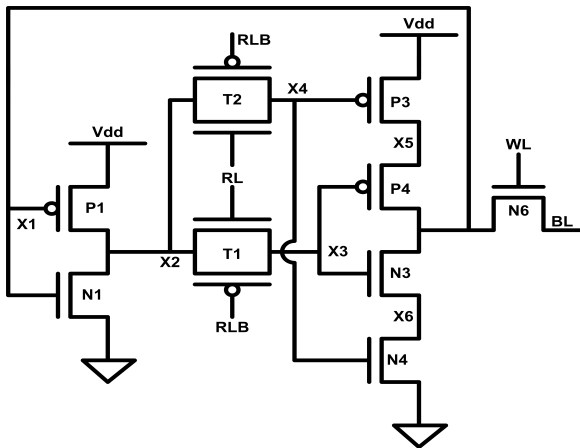 RLB
Vdd
T2
X4
P3
Vdd
X5
WL
P1
RL
P4
X1
N6
BL
X2
T1
X3
N3
N1
X6
RLB
N4